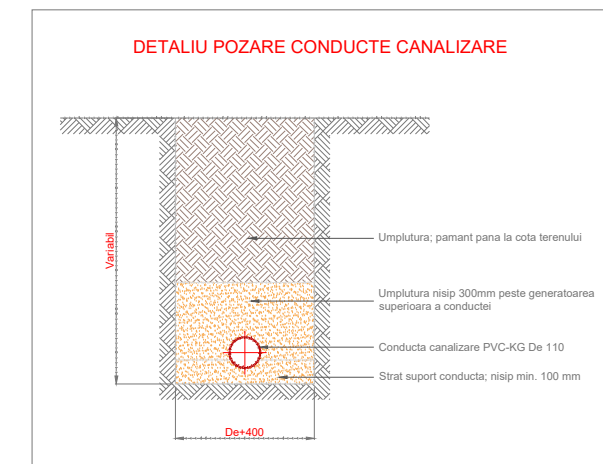 DETALIU POZARE CONDUCTE CANALIZARE
Variabil
Umplutura; pamant pana la cota terenului
Umplutura nisip 300mm peste generatoarea
superioara a conductei
Conducta canalizare PVC-KG De 110
Strat suport conducta; nisip min. 100 mm
De+400